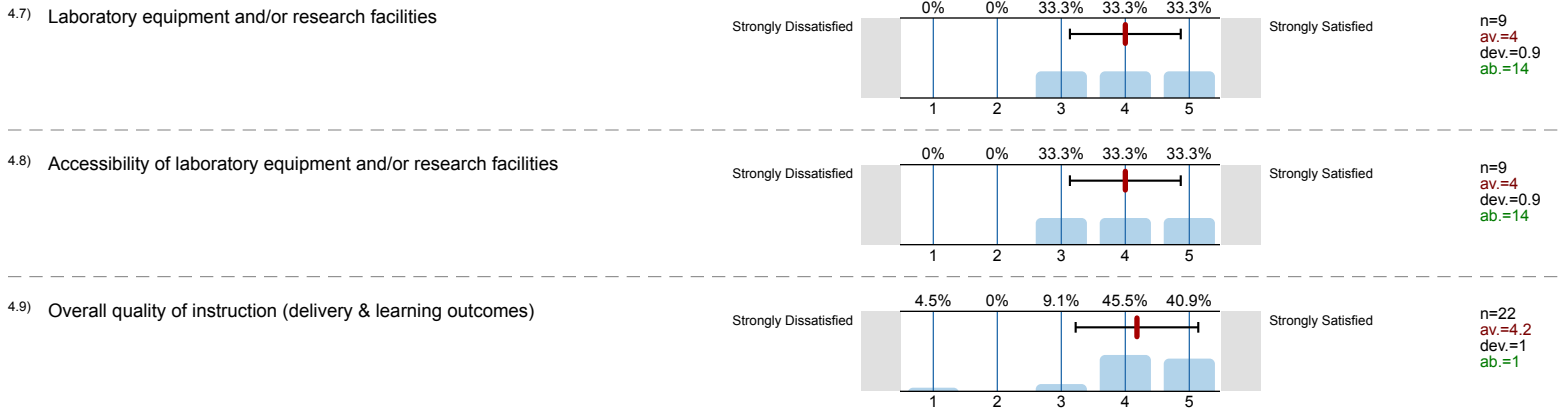 4.7) Laboratory equipment and/or research facilities
0% 0% 33.3% 33.3% 33.3%
Strongly Dissatisfied
Strongly Satisfied
1 2 3 4 5
n=9
av.=4
dev.=0.9
ab.=14
4.8) Accessibility of laboratory equipment and/or research facilities
0% 0% 33.3% 33.3% 33.3%
Strongly Dissatisfied
Strongly Satisfied
1 2 3 4 5
n=9
av.=4
dev.=0.9
ab.=14
4.9) Overall quality of instruction (delivery & learning outcomes)
4.5% 0% 9.1% 45.5% 40.9%
Strongly Dissatisfied
Strongly Satisfied
1 2 3 4 5
n=22
av.=4.2
dev.=1
ab.=1